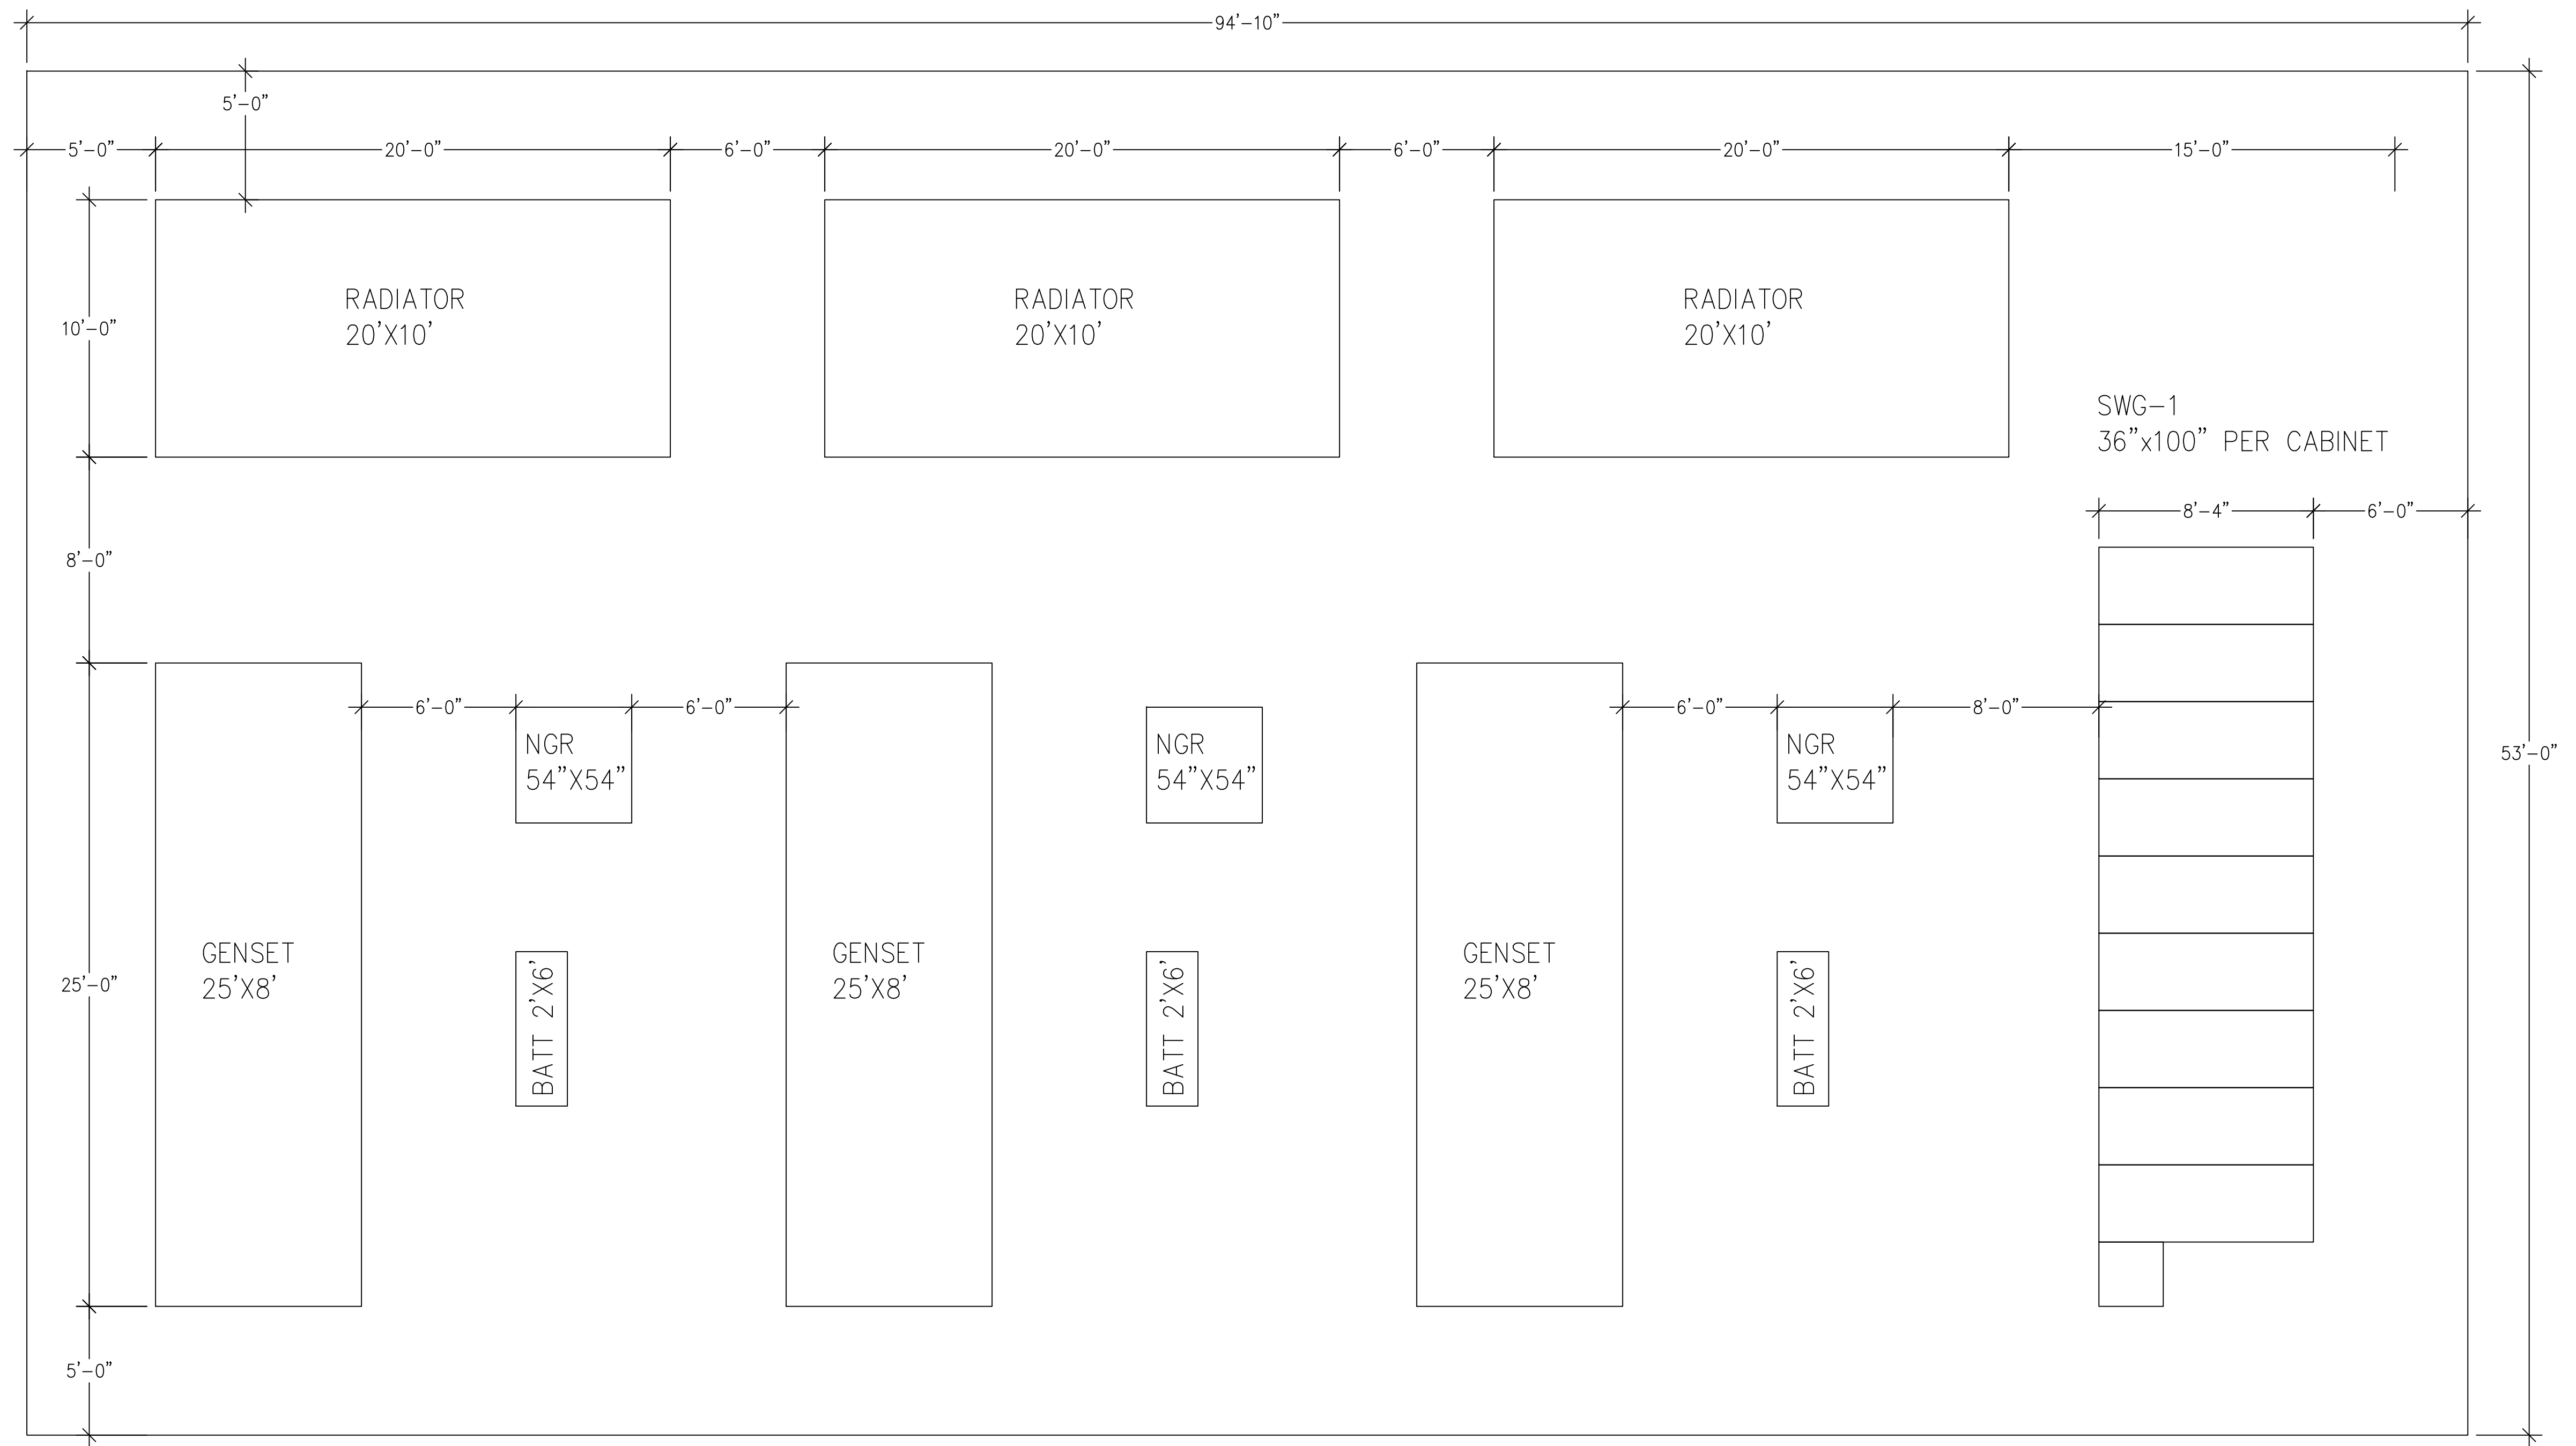 94'-10"
5'-0"
5'-0"
20'-0"
6'-0"
20'-0"
6'-0"
20'-0"
15'-0"
RADIATOR
20'X10'
RADIATOR
20'X10'
RADIATOR
20'X10'
10'-0"
SWG-1
36"x100" PER CABINET
8'-4"
6'-0"
8'-0"
6'-0"
6'-0"
6'-0"
8'-0"
NGR
54"X54"
NGR
54"X54"
NGR
54"X54"
53'-0"
GENSET
25'X8'
BATT 2'X6'
GENSET
25'X8'
BATT 2'X6'
GENSET
25'X8'
BATT 2'X6'
25'-0"
5'-0"